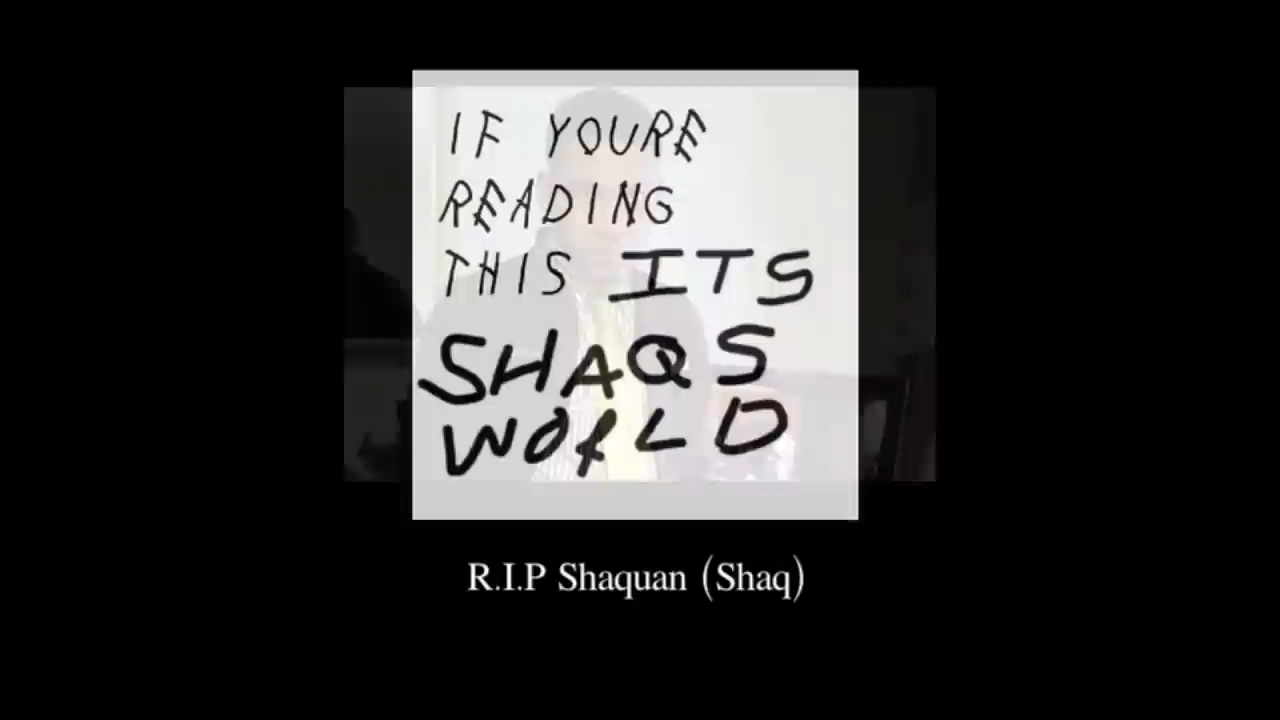 IF YOURE
READING
THIS ITS
SHAQS
WORLD
R.I.P Shaquan (Shaq)